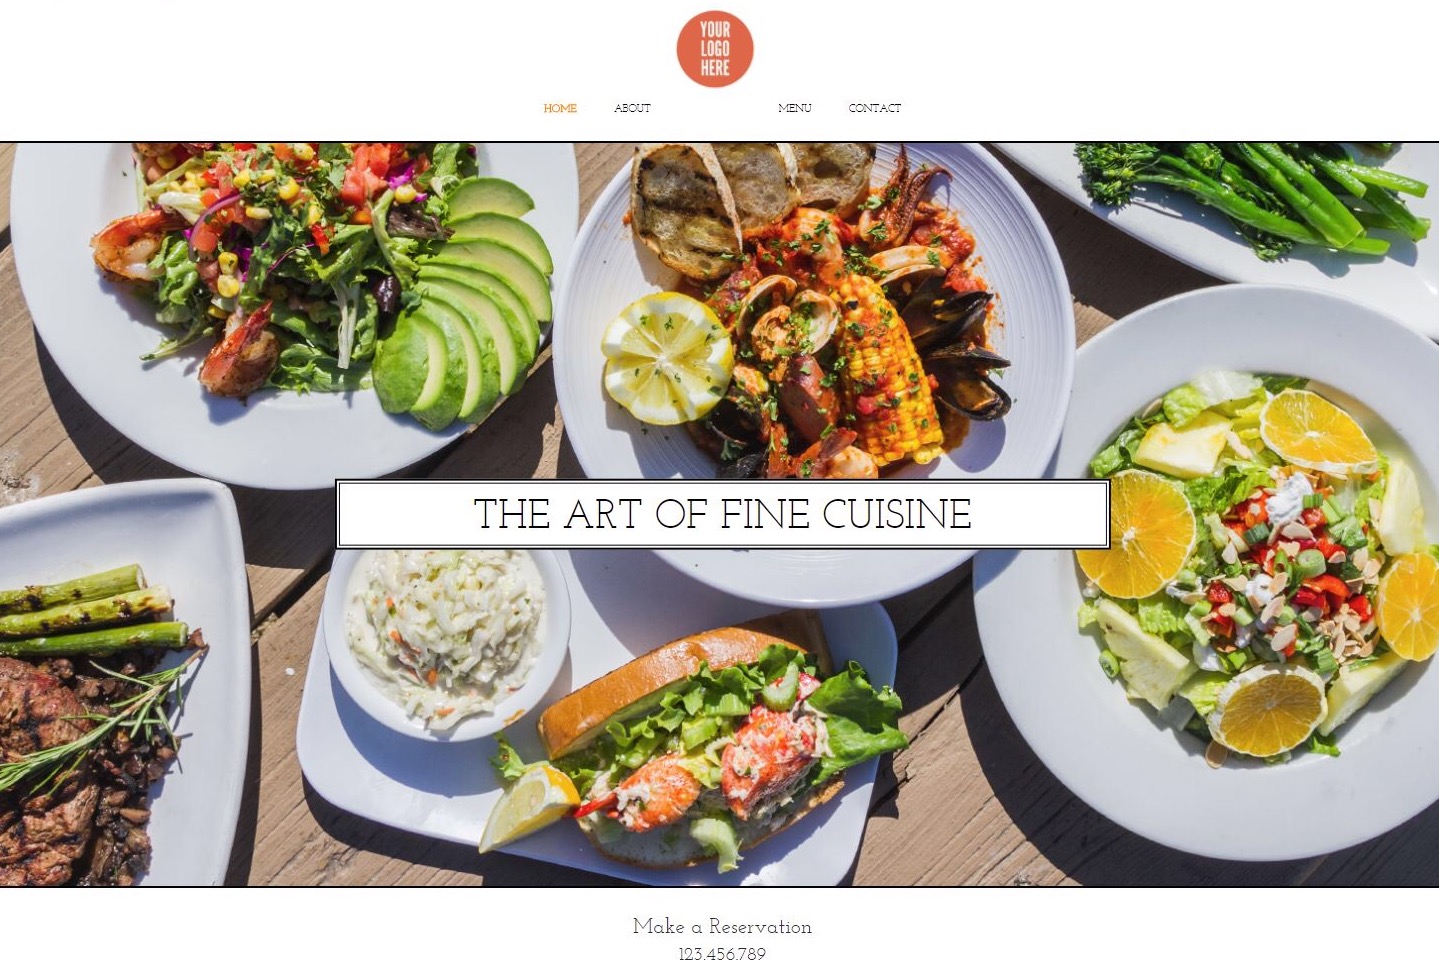 YOUR
LOGO
HERE
HOME ABOUT MENU CONTACT
THE ART OF FINE CUISINE
Make a Reservation
123.456.789